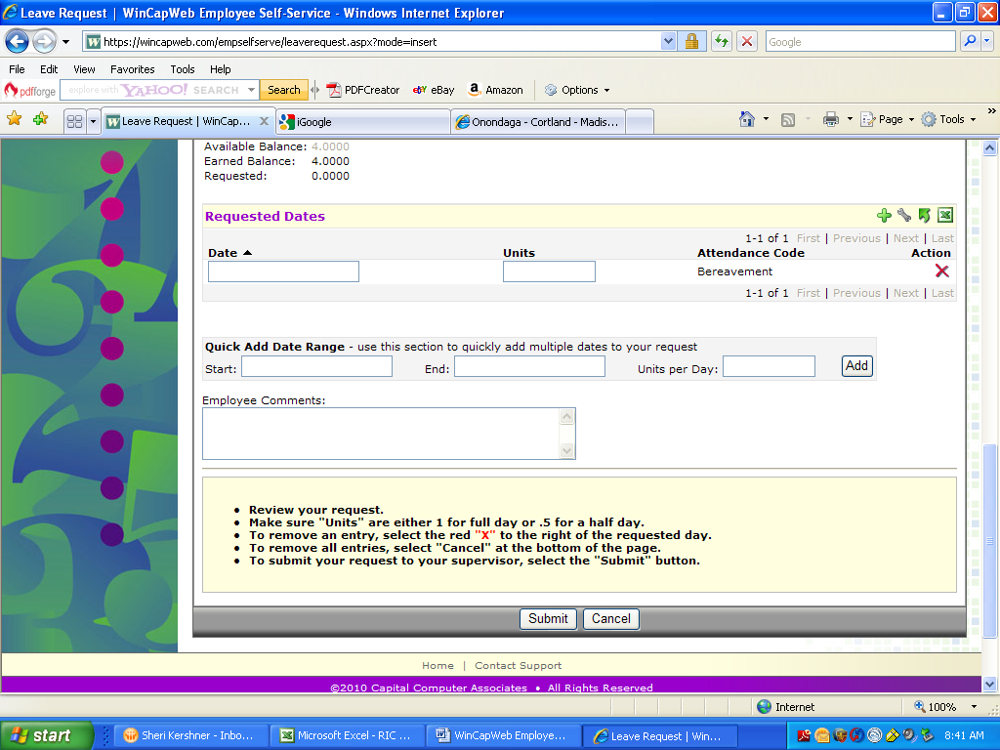 Leave Request | WinCapWeb Employee Self-Service - Windows Internet Explorer
https://wincapweb.com/empselfserve/leaverequest.aspx?mode=insert
Google
File Edit View Favorites Tools Help
pdfforge explore with YAHOO! SEARCH Search PDFCreator eBay Amazon Options
Leave Request | WinCap... iGoogle Onondaga - Cortland - Madis... Page Tools
Available Balance: 4.0000
Earned Balance: 4.0000
Requested: 0.0000
Requested Dates
1-1 of 1 First | Previous | Next | Last
Date Units Attendance Code Action
Bereavement
1-1 of 1 First | Previous | Next | Last
Quick Add Date Range - use this section to quickly add multiple dates to your request
Start: End: Units per Day: Add
Employee Comments:
• Review your request.
• Make sure "Units" are either 1 for full day or .5 for a half day.
• To remove an entry, select the red "X" to the right of the requested day.
• To remove all entries, select "Cancel" at the bottom of the page.
• To submit your request to your supervisor, select the "Submit" button.
Submit Cancel
Home | Contact Support
©2010 Capital Computer Associates • All Rights Reserved
Internet 100%
start Sheri Kershner - Inbo... Microsoft Excel - RIC ... WinCapWeb Employe... Leave Request | Win... 8:41 AM